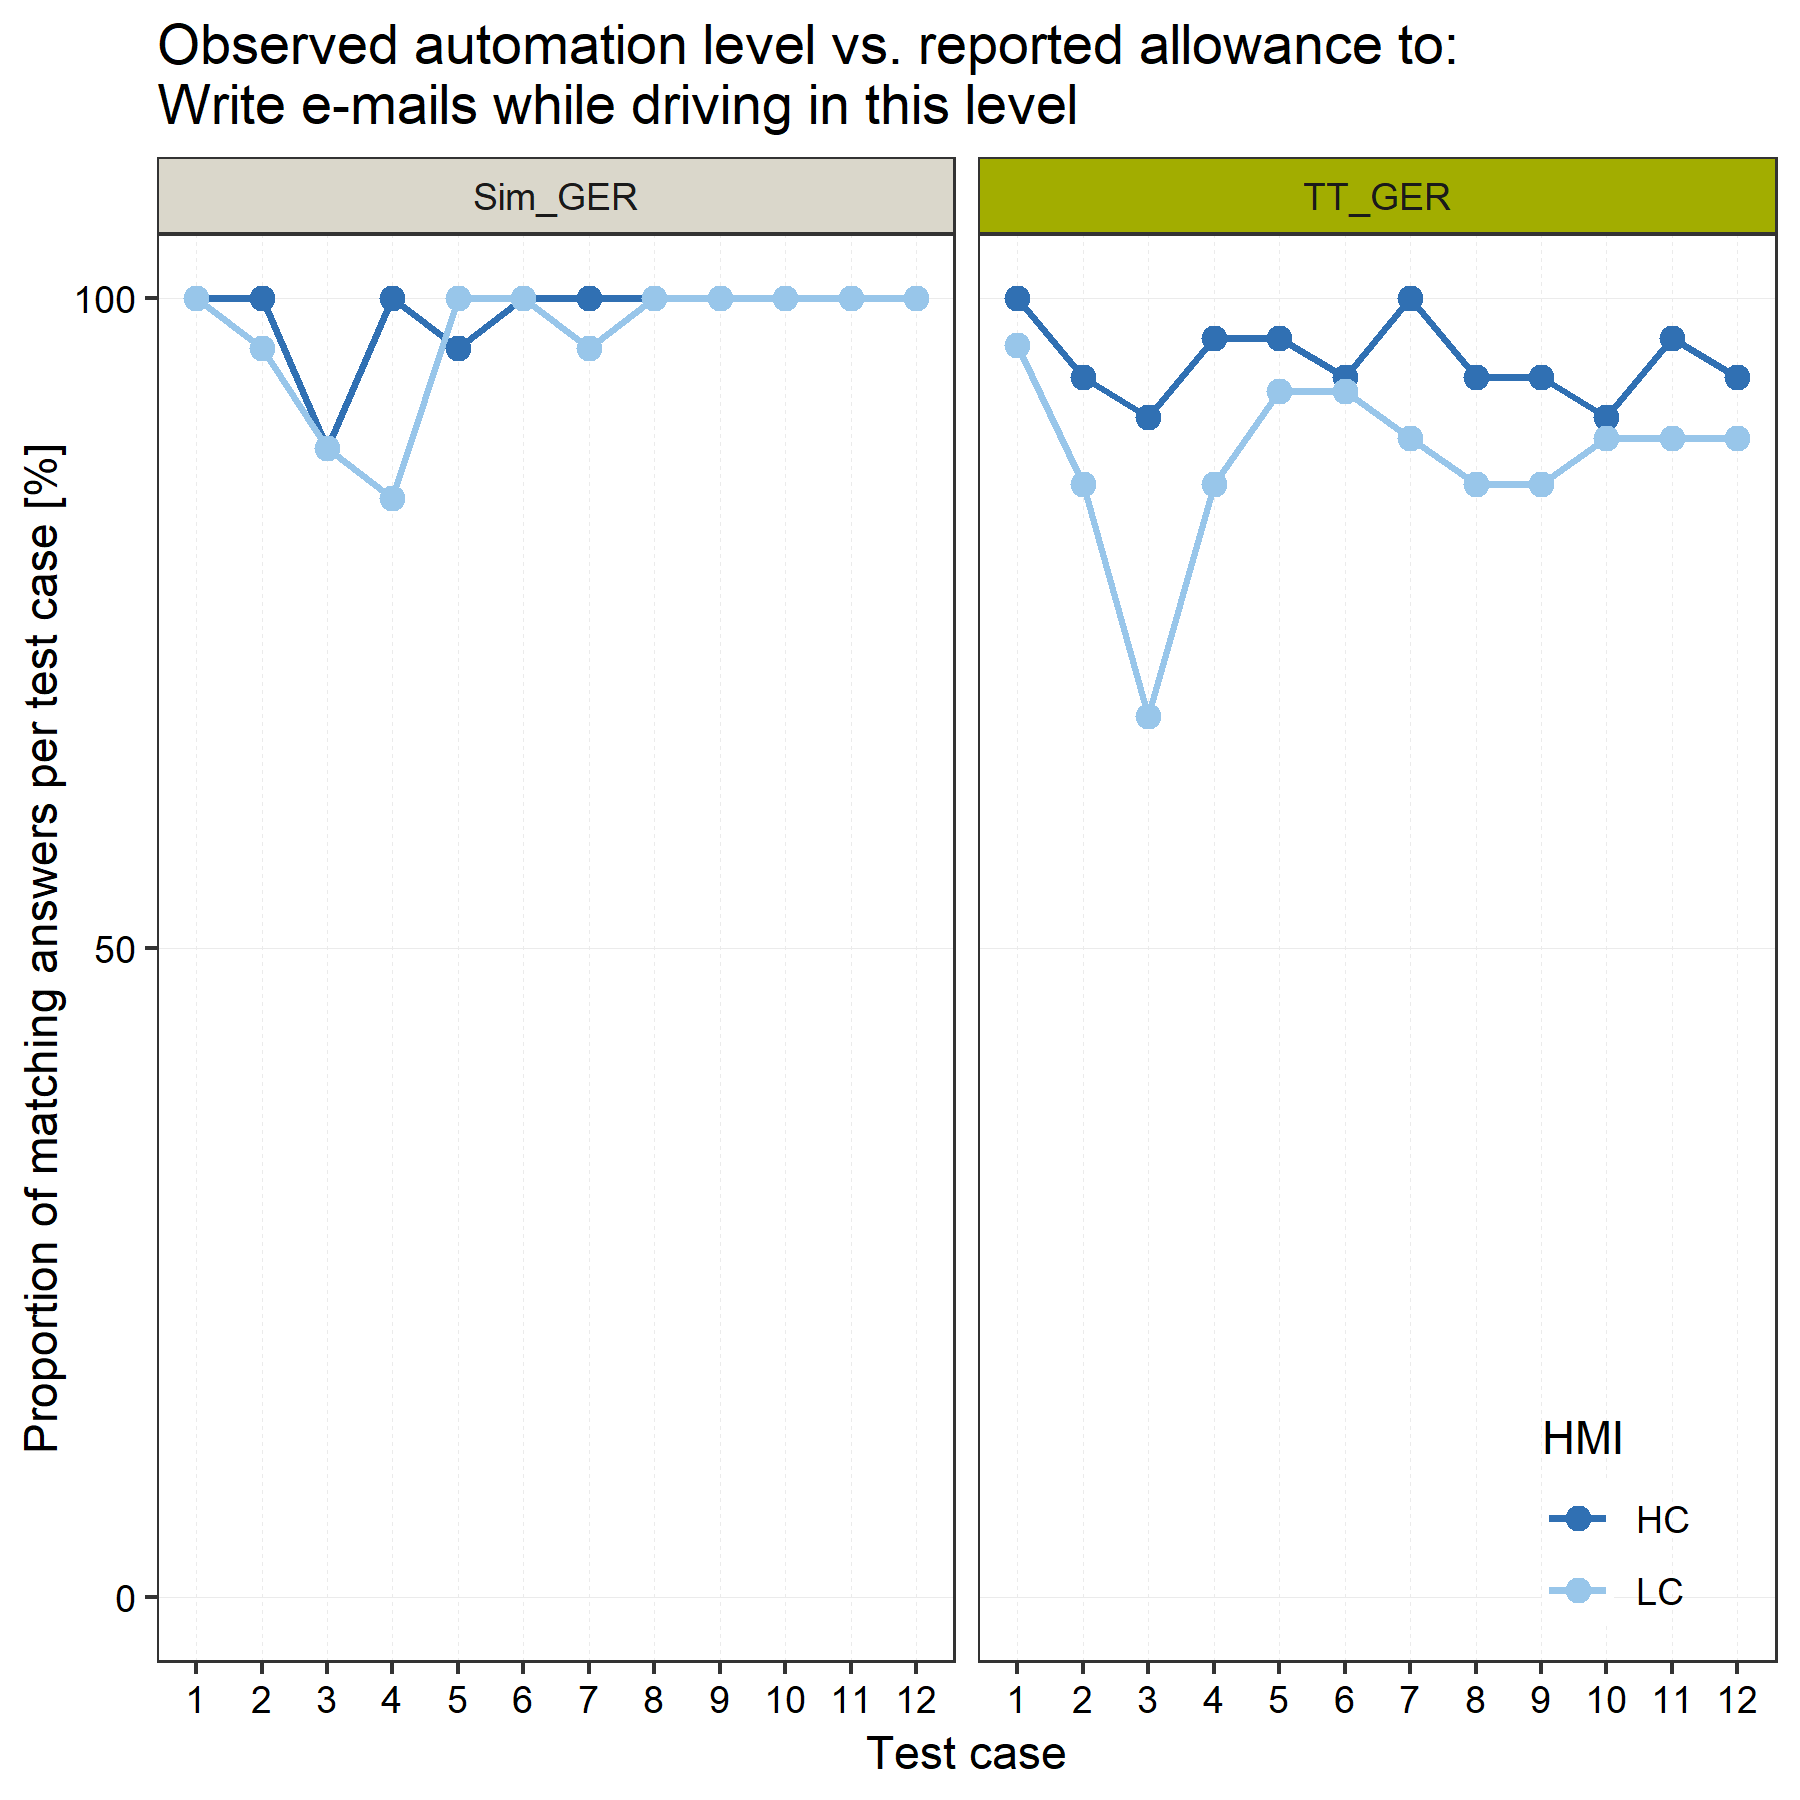 Observed automation level vs. reported allowance to:
Write e-mails while driving in this level
Sim_GER
TT_GER
Proportion of matching answers per test case [%]
100
50
0
HMI
HC
LC
1 2 3 4 5 6 7 8 9 10 11 12
1 2 3 4 5 6 7 8 9 10 11 12
Test case